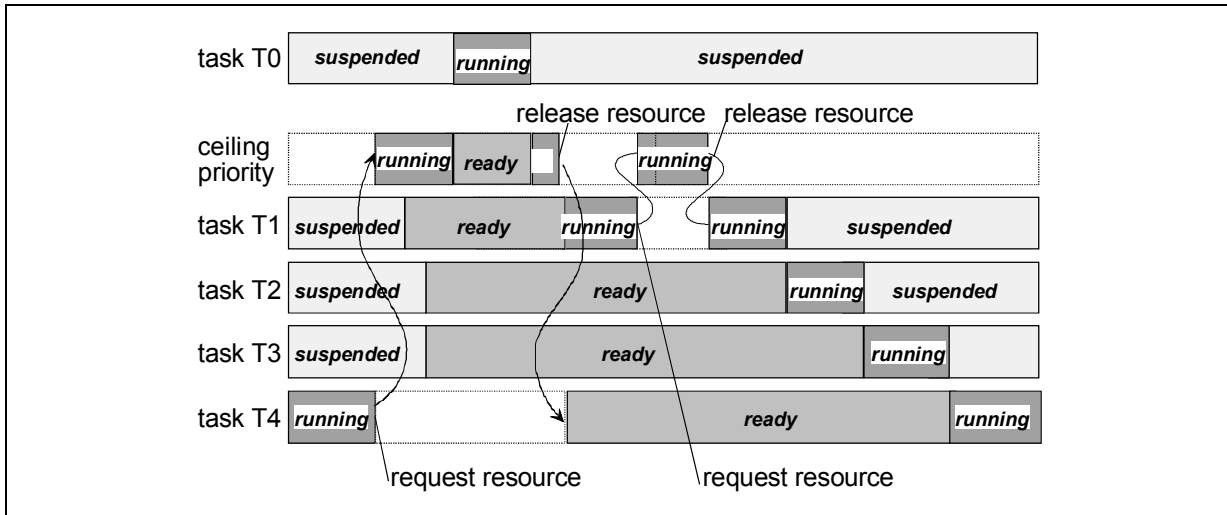 task T0 suspended running suspended
release resource release resource
ceiling priority running ready running
task T1 suspended ready running running suspended
task T2 suspended ready running suspended
task T3 suspended ready running
task T4 running ready running
request resource request resource